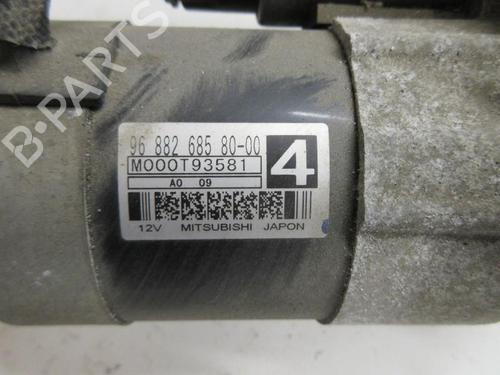 B-PARTS
96 882 685 80-00
M000T93581
4
A0 09
12V MITSUBISHI JAPON